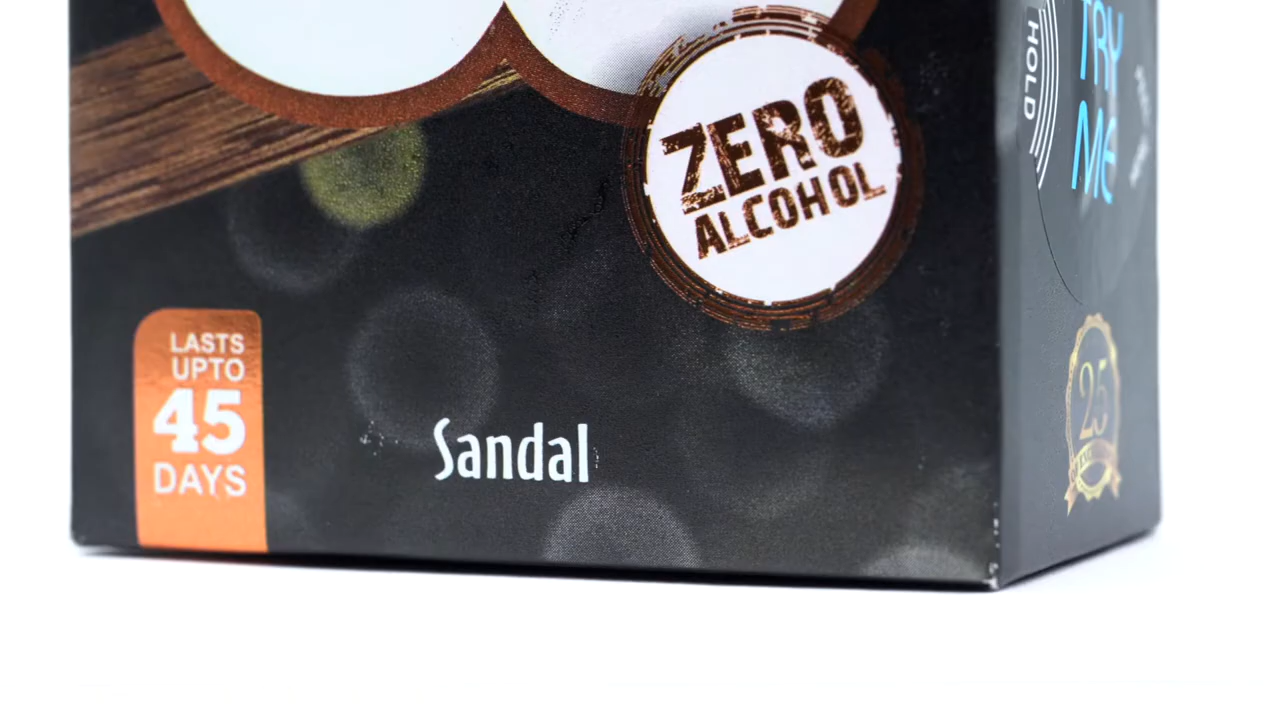 ZERO
ALCOHOL
LASTS
UPTO
45
DAYS
Sandal
HOLD
TRY
ME
25